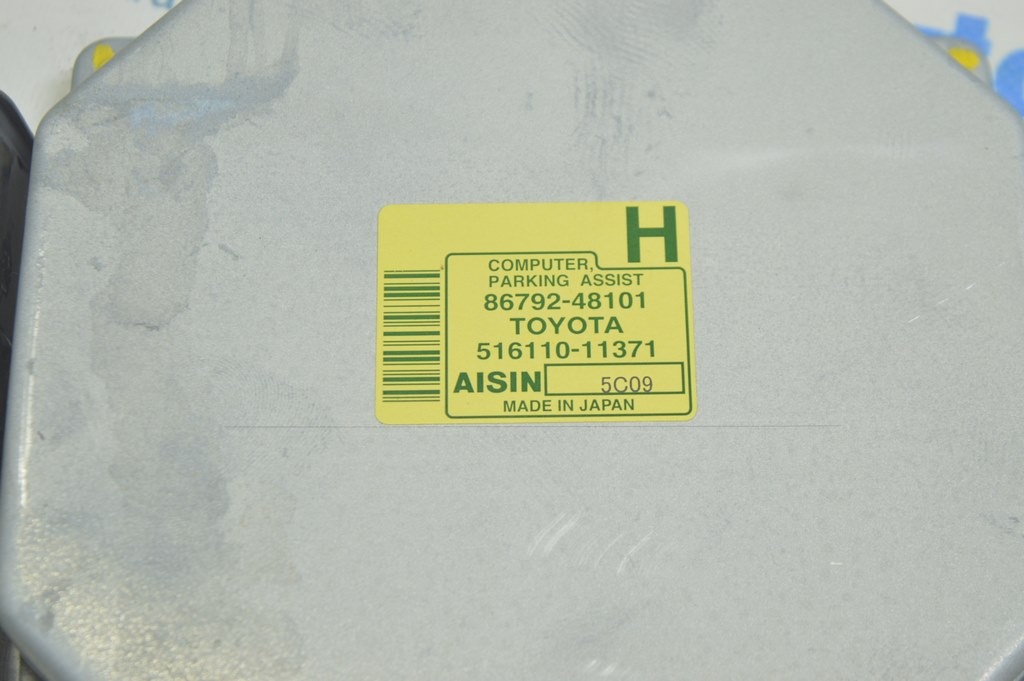 H
COMPUTER,
PARKING ASSIST
86792-48101
TOYOTA
516110-11371
AISIN 5C09
MADE IN JAPAN